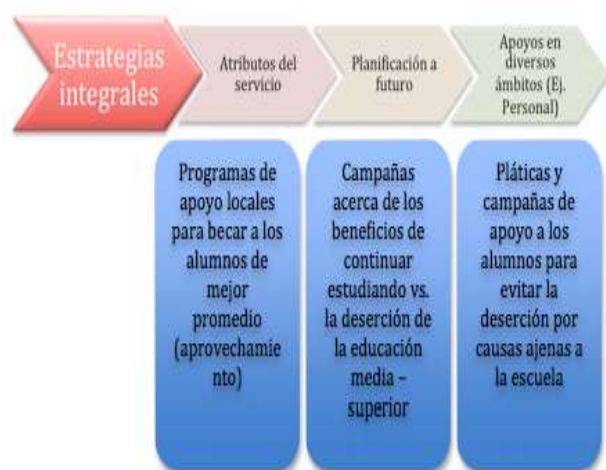 Estrategias
integrales
Atributos del
servicio
Planificación a
futuro
Apoyos en
diversos
ámbitos (Ej.
Personal)
Programas de
apoyo locales
para becar a los
alumnos de
mejor
promedio
(aprovechamie
nto)
Campañas
acerca de los
beneficios de
continuar
estudiando vs.
la deserción de
la educación
media –
superior
Pláticas y
campañas de
apoyo a los
alumnos para
evitar la
deserción por
causas ajenas a
la escuela